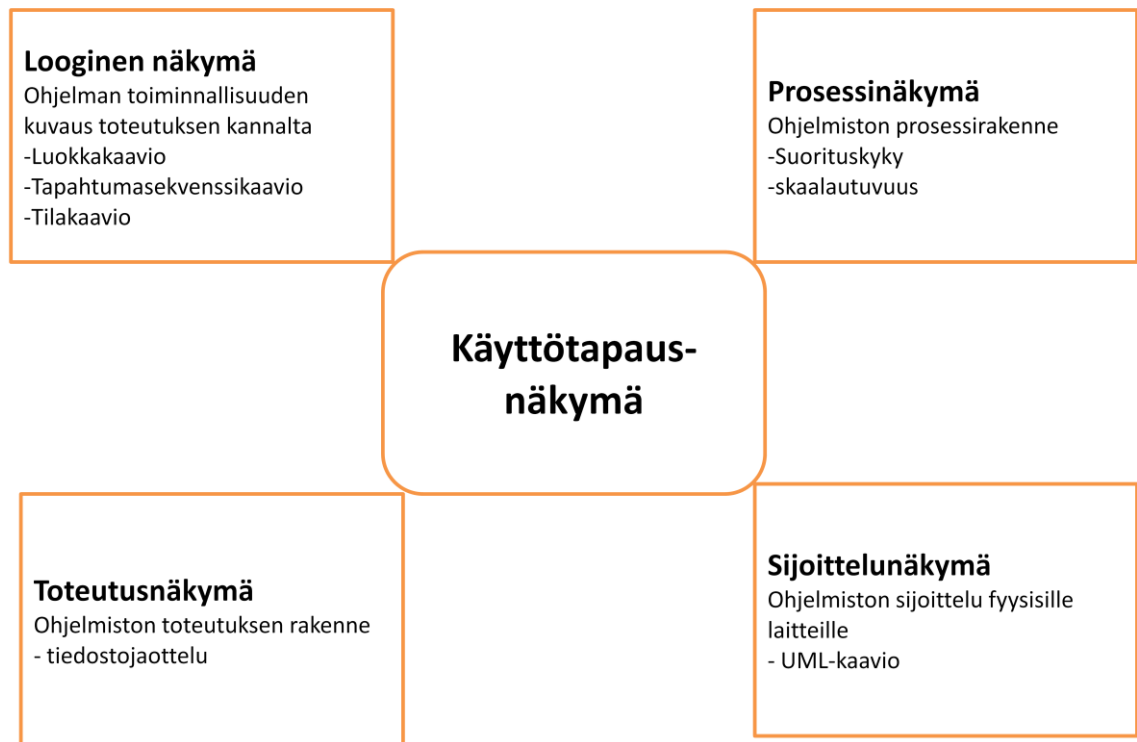 Looginen näkymä
Ohjelman toiminnallisuuden
kuvaus toteutuksen kannalta
-Luokkakaavio
-Tapahtumasekvenssikaavio
-Tilakaavio
Prosessinäkymä
Ohjelmiston prosessirakenne
-Suorituskyky
-skaalautuvuus
Käyttötapaus-
näkymä
Toteutusnäkymä
Ohjelmiston toteutuksen rakenne
- tiedostojaottelu
Sijoittelunäkymä
Ohjelmiston sijoittelu fyysisille
laitteille
- UML-kaavio